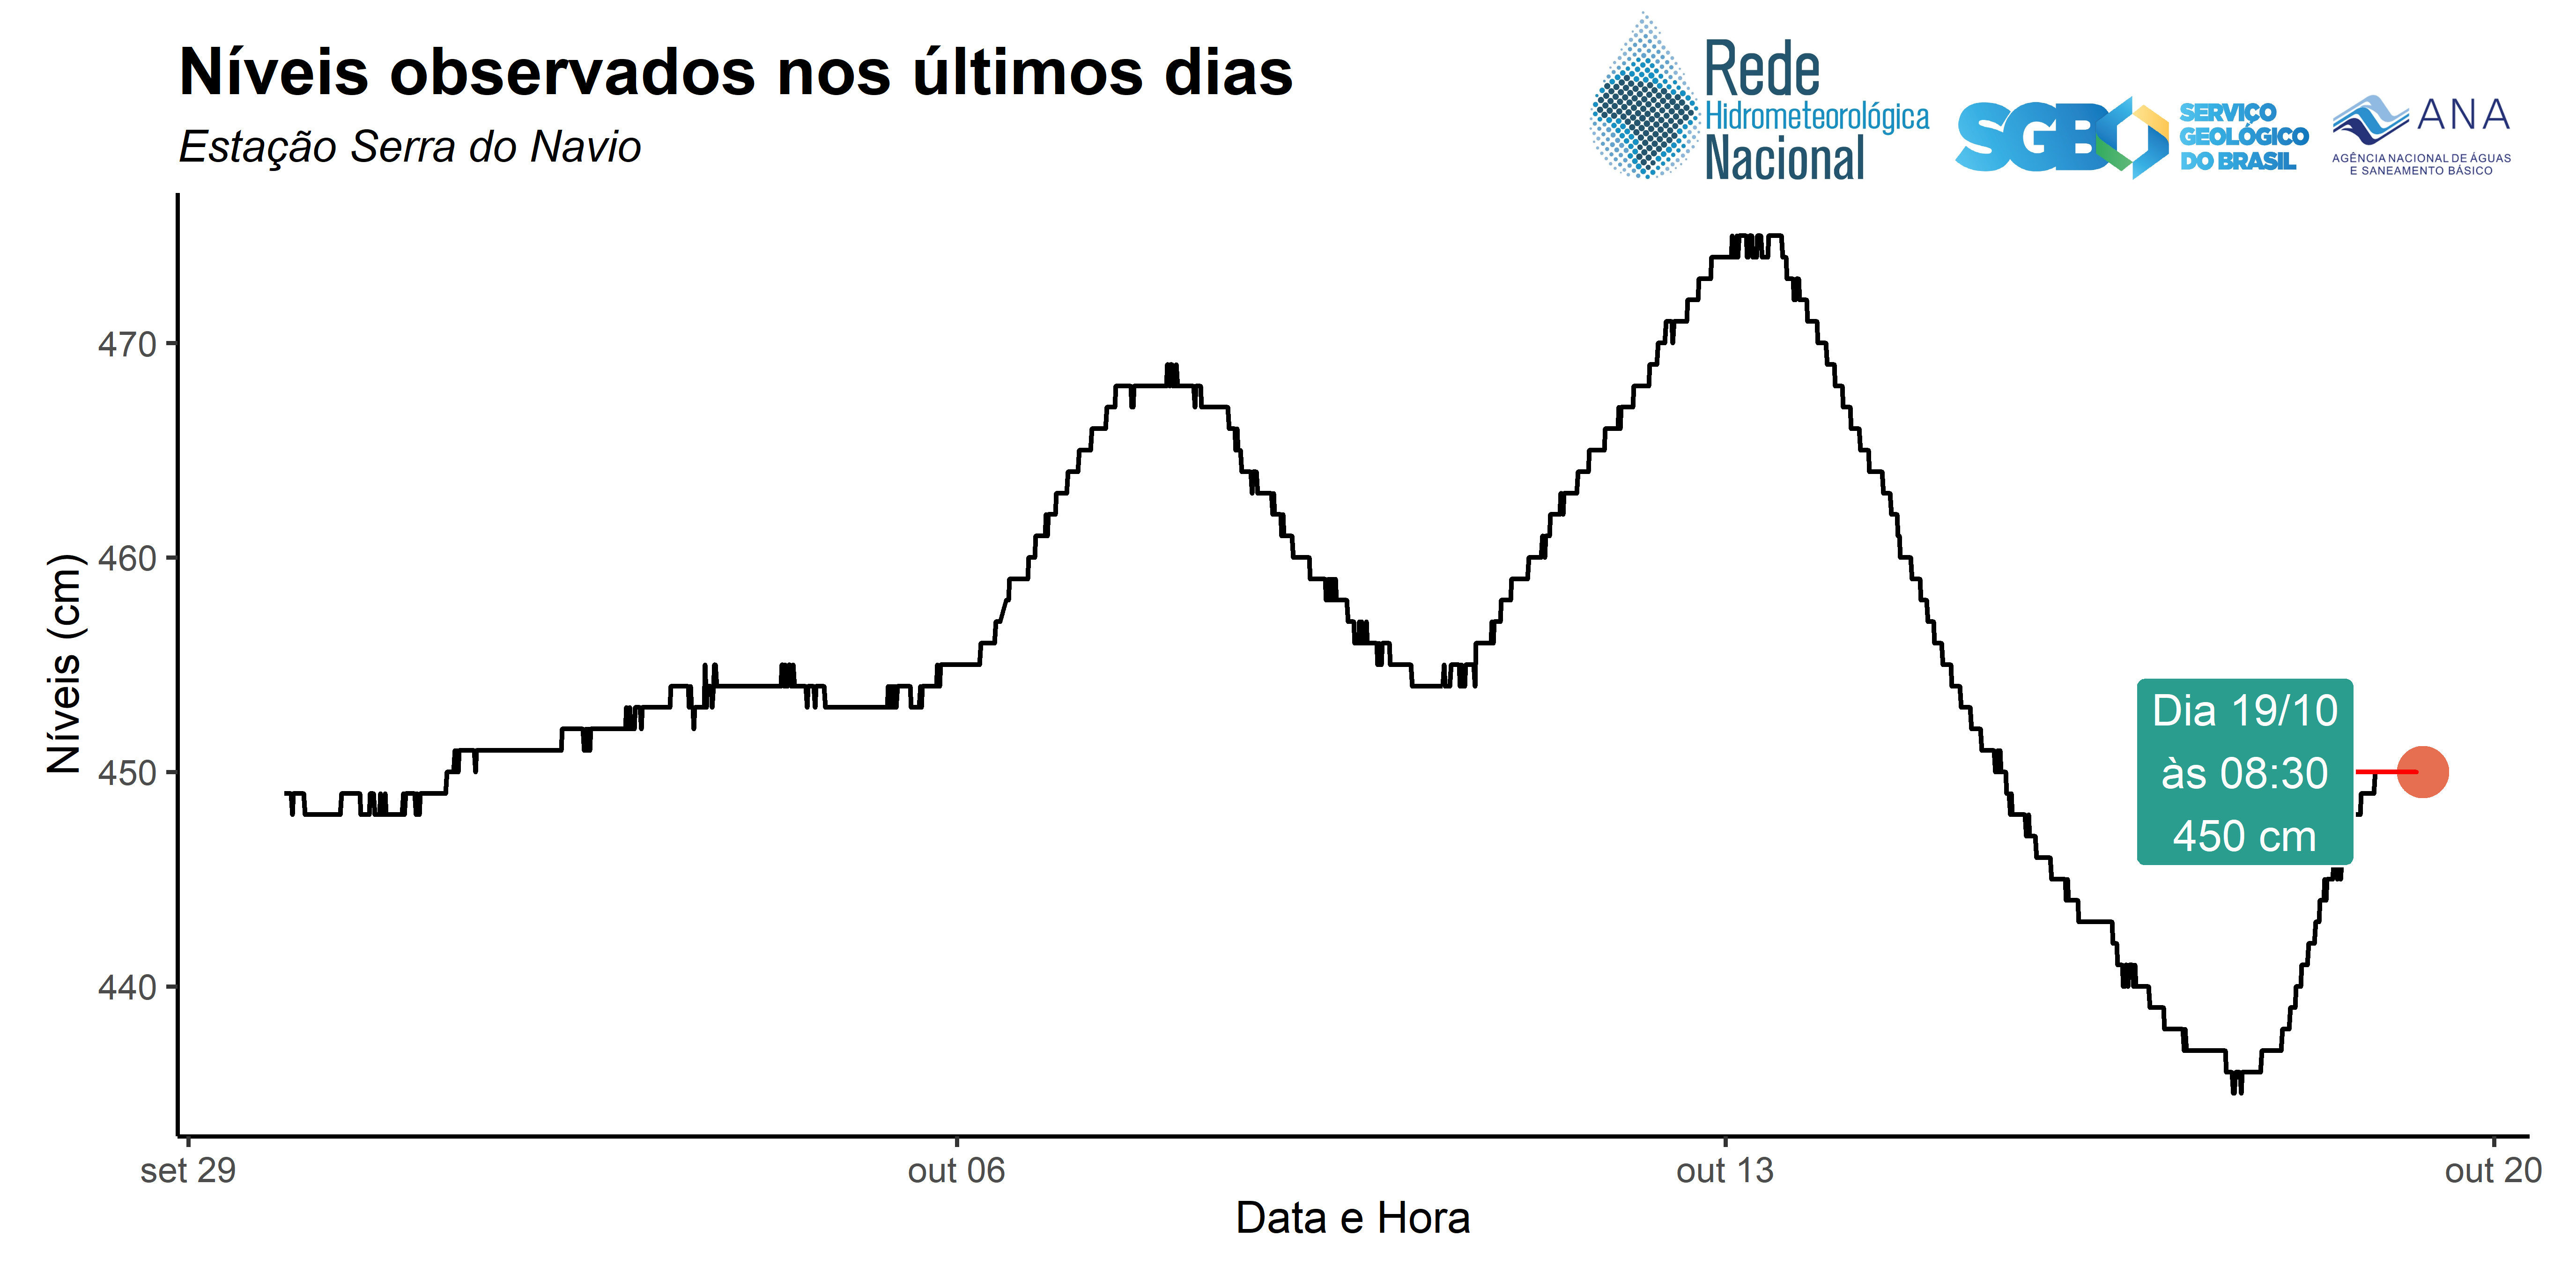 Níveis observados nos últimos dias
Estação Serra do Navio
Rede
Hidrometeorológica
Nacional
SGB
SERVIÇO
GEOLÓGICO
DO BRASIL
ANA
AGÊNCIA NACIONAL DE ÁGUAS
E SANEAMENTO BÁSICO
Níveis (cm)
470
460
450
440
Dia 19/10
às 08:30
450 cm
set 29
out 06
out 13
out 20
Data e Hora